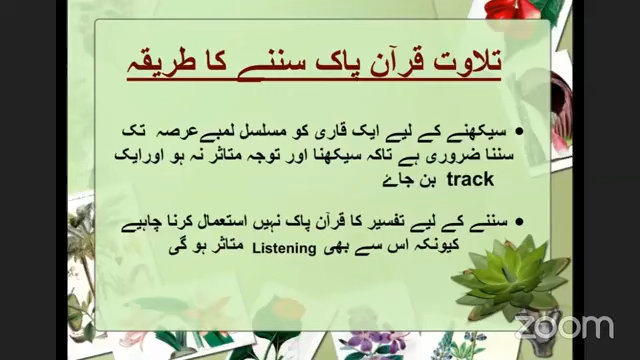 تلاوت قرآن پاک سننے کا طریقہ
سیکھنے کے لیے ایک قاری کو مسلسل لمبے عرصہ تک
سننا ضروری ہے تاکہ سیکھنا اور توجہ متاثر نہ ہو اور ایک
track بن جاۓ
سننے کے لیے تفسیر کا قرآن پاک نہیں استعمال کرنا چاہیے
کیونکہ اس سے بھی Listening متاثر ہو گی
zoom